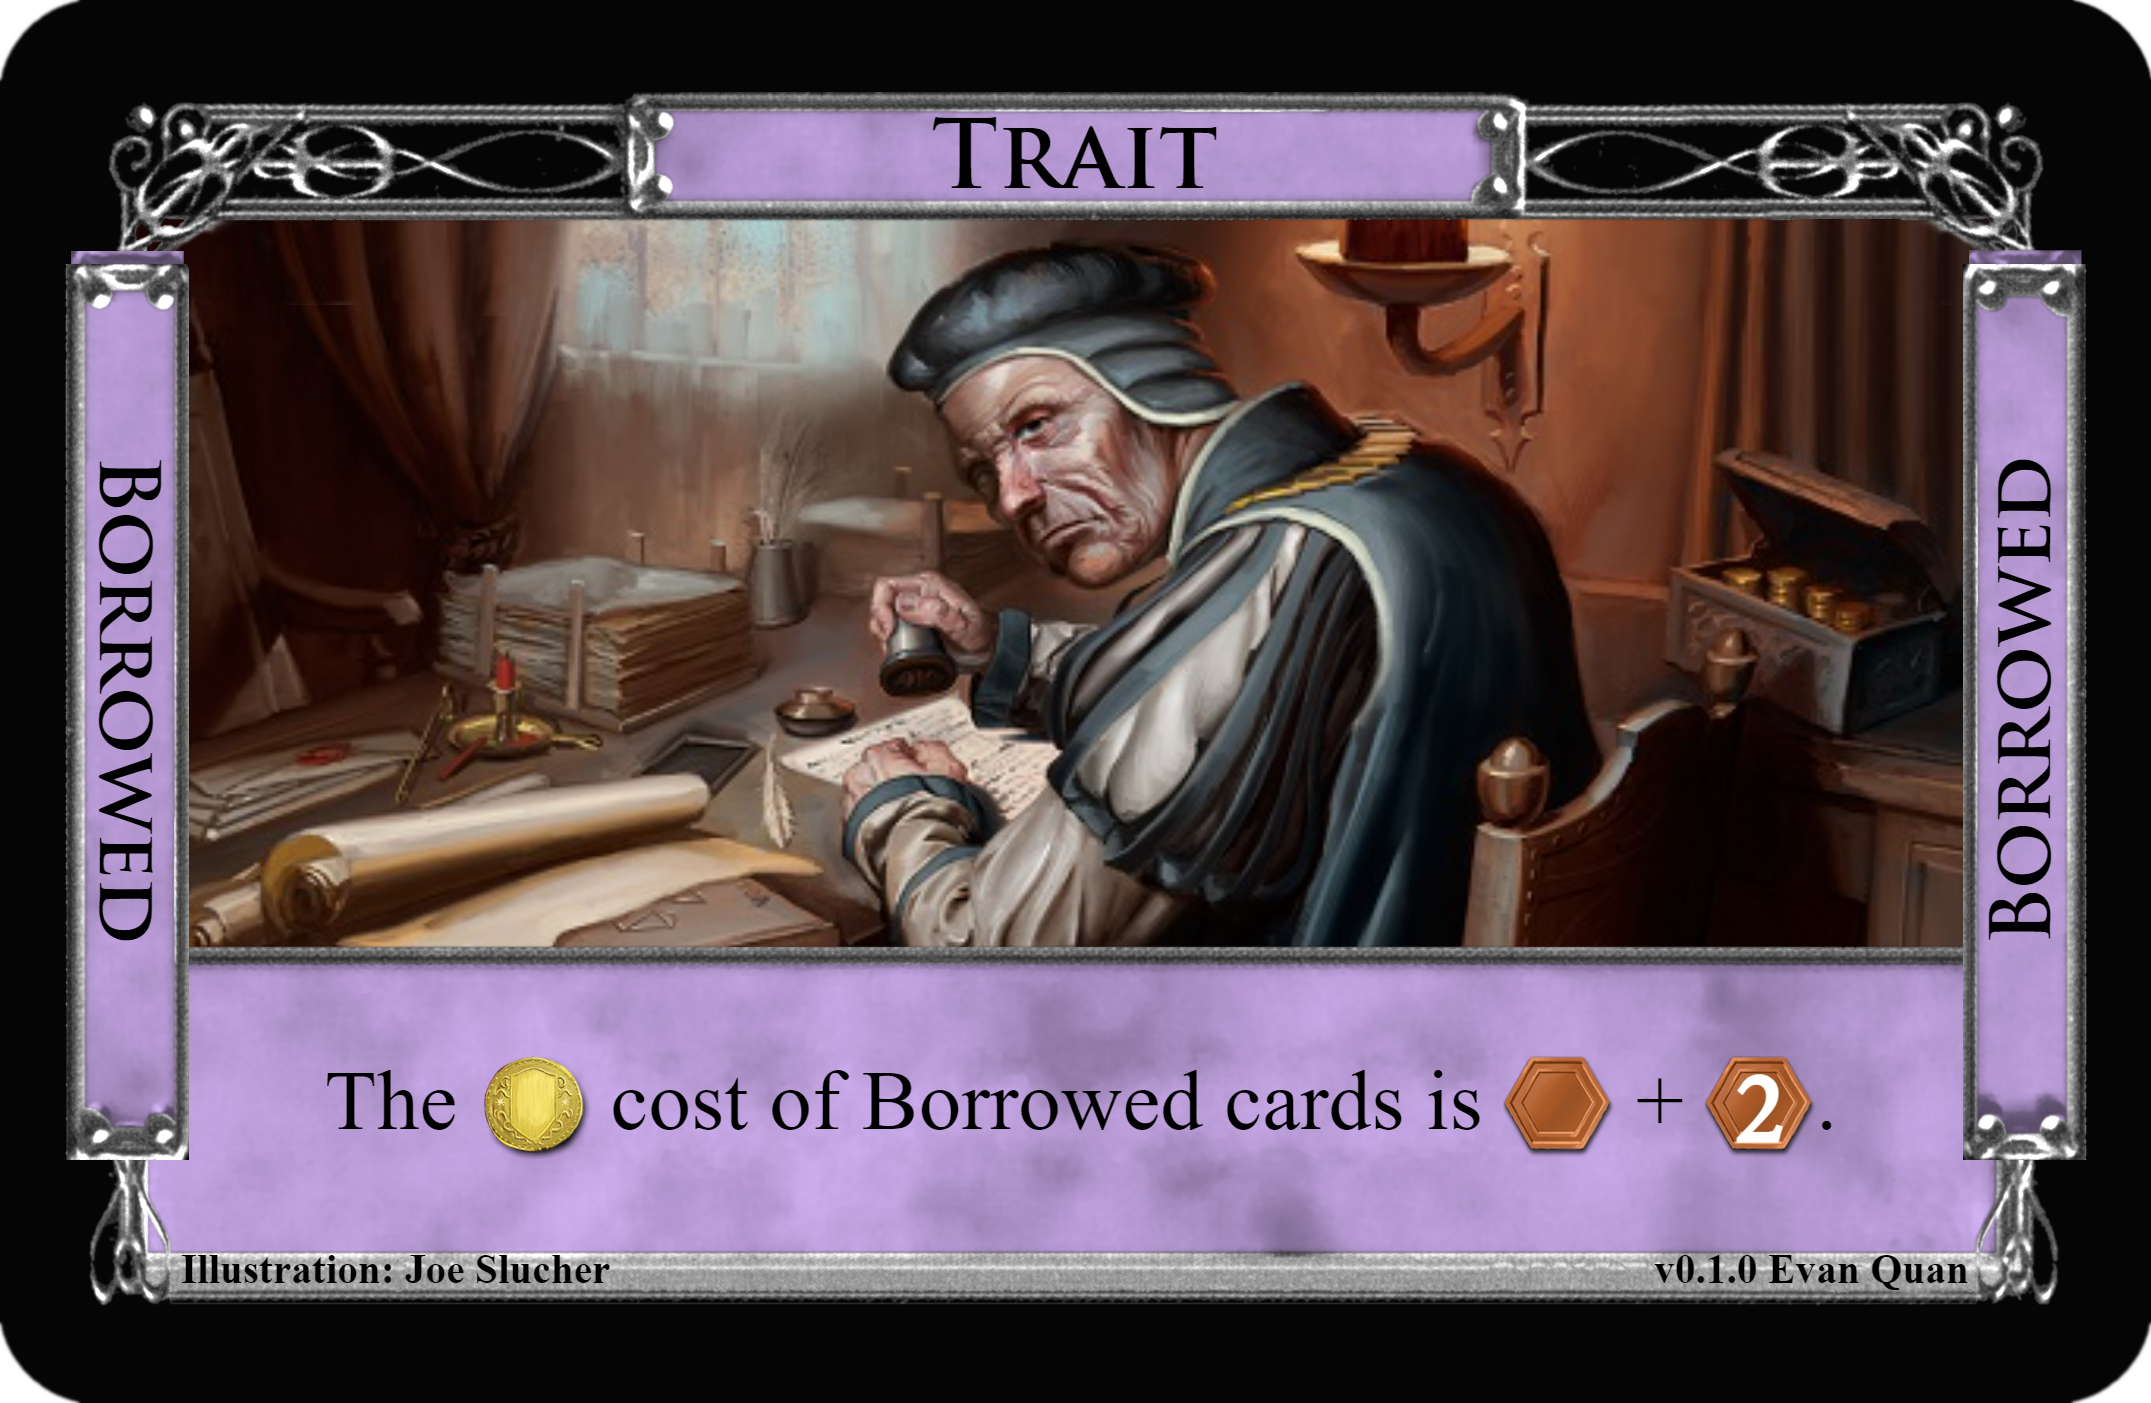 TRAIT
BORROWED
BORROWED
The cost of Borrowed cards is + 2.
Illustration: Joe Slucher
v0.1.0 Evan Quan